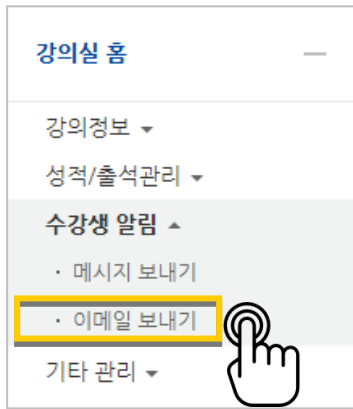 강의실 홈
강의정보
성적/출석관리
수강생 알림
· 메시지 보내기
· 이메일 보내기
기타 관리